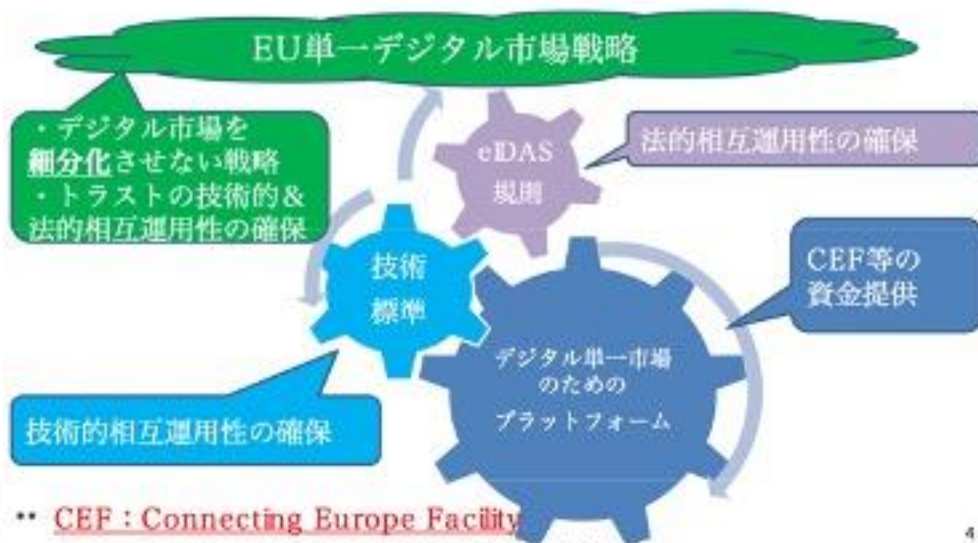 EU単一デジタル市場戦略
・デジタル市場を
細分化させない戦略
・トラストの技術的&
法的相互運用性の確保
eIDAS
規則
法的相互運用性の確保
技術
標準
CEF等の
資金提供
デジタル単一市場
のための
プラットフォーム
技術的相互運用性の確保
•• CEF：Connecting Europe Facility
4